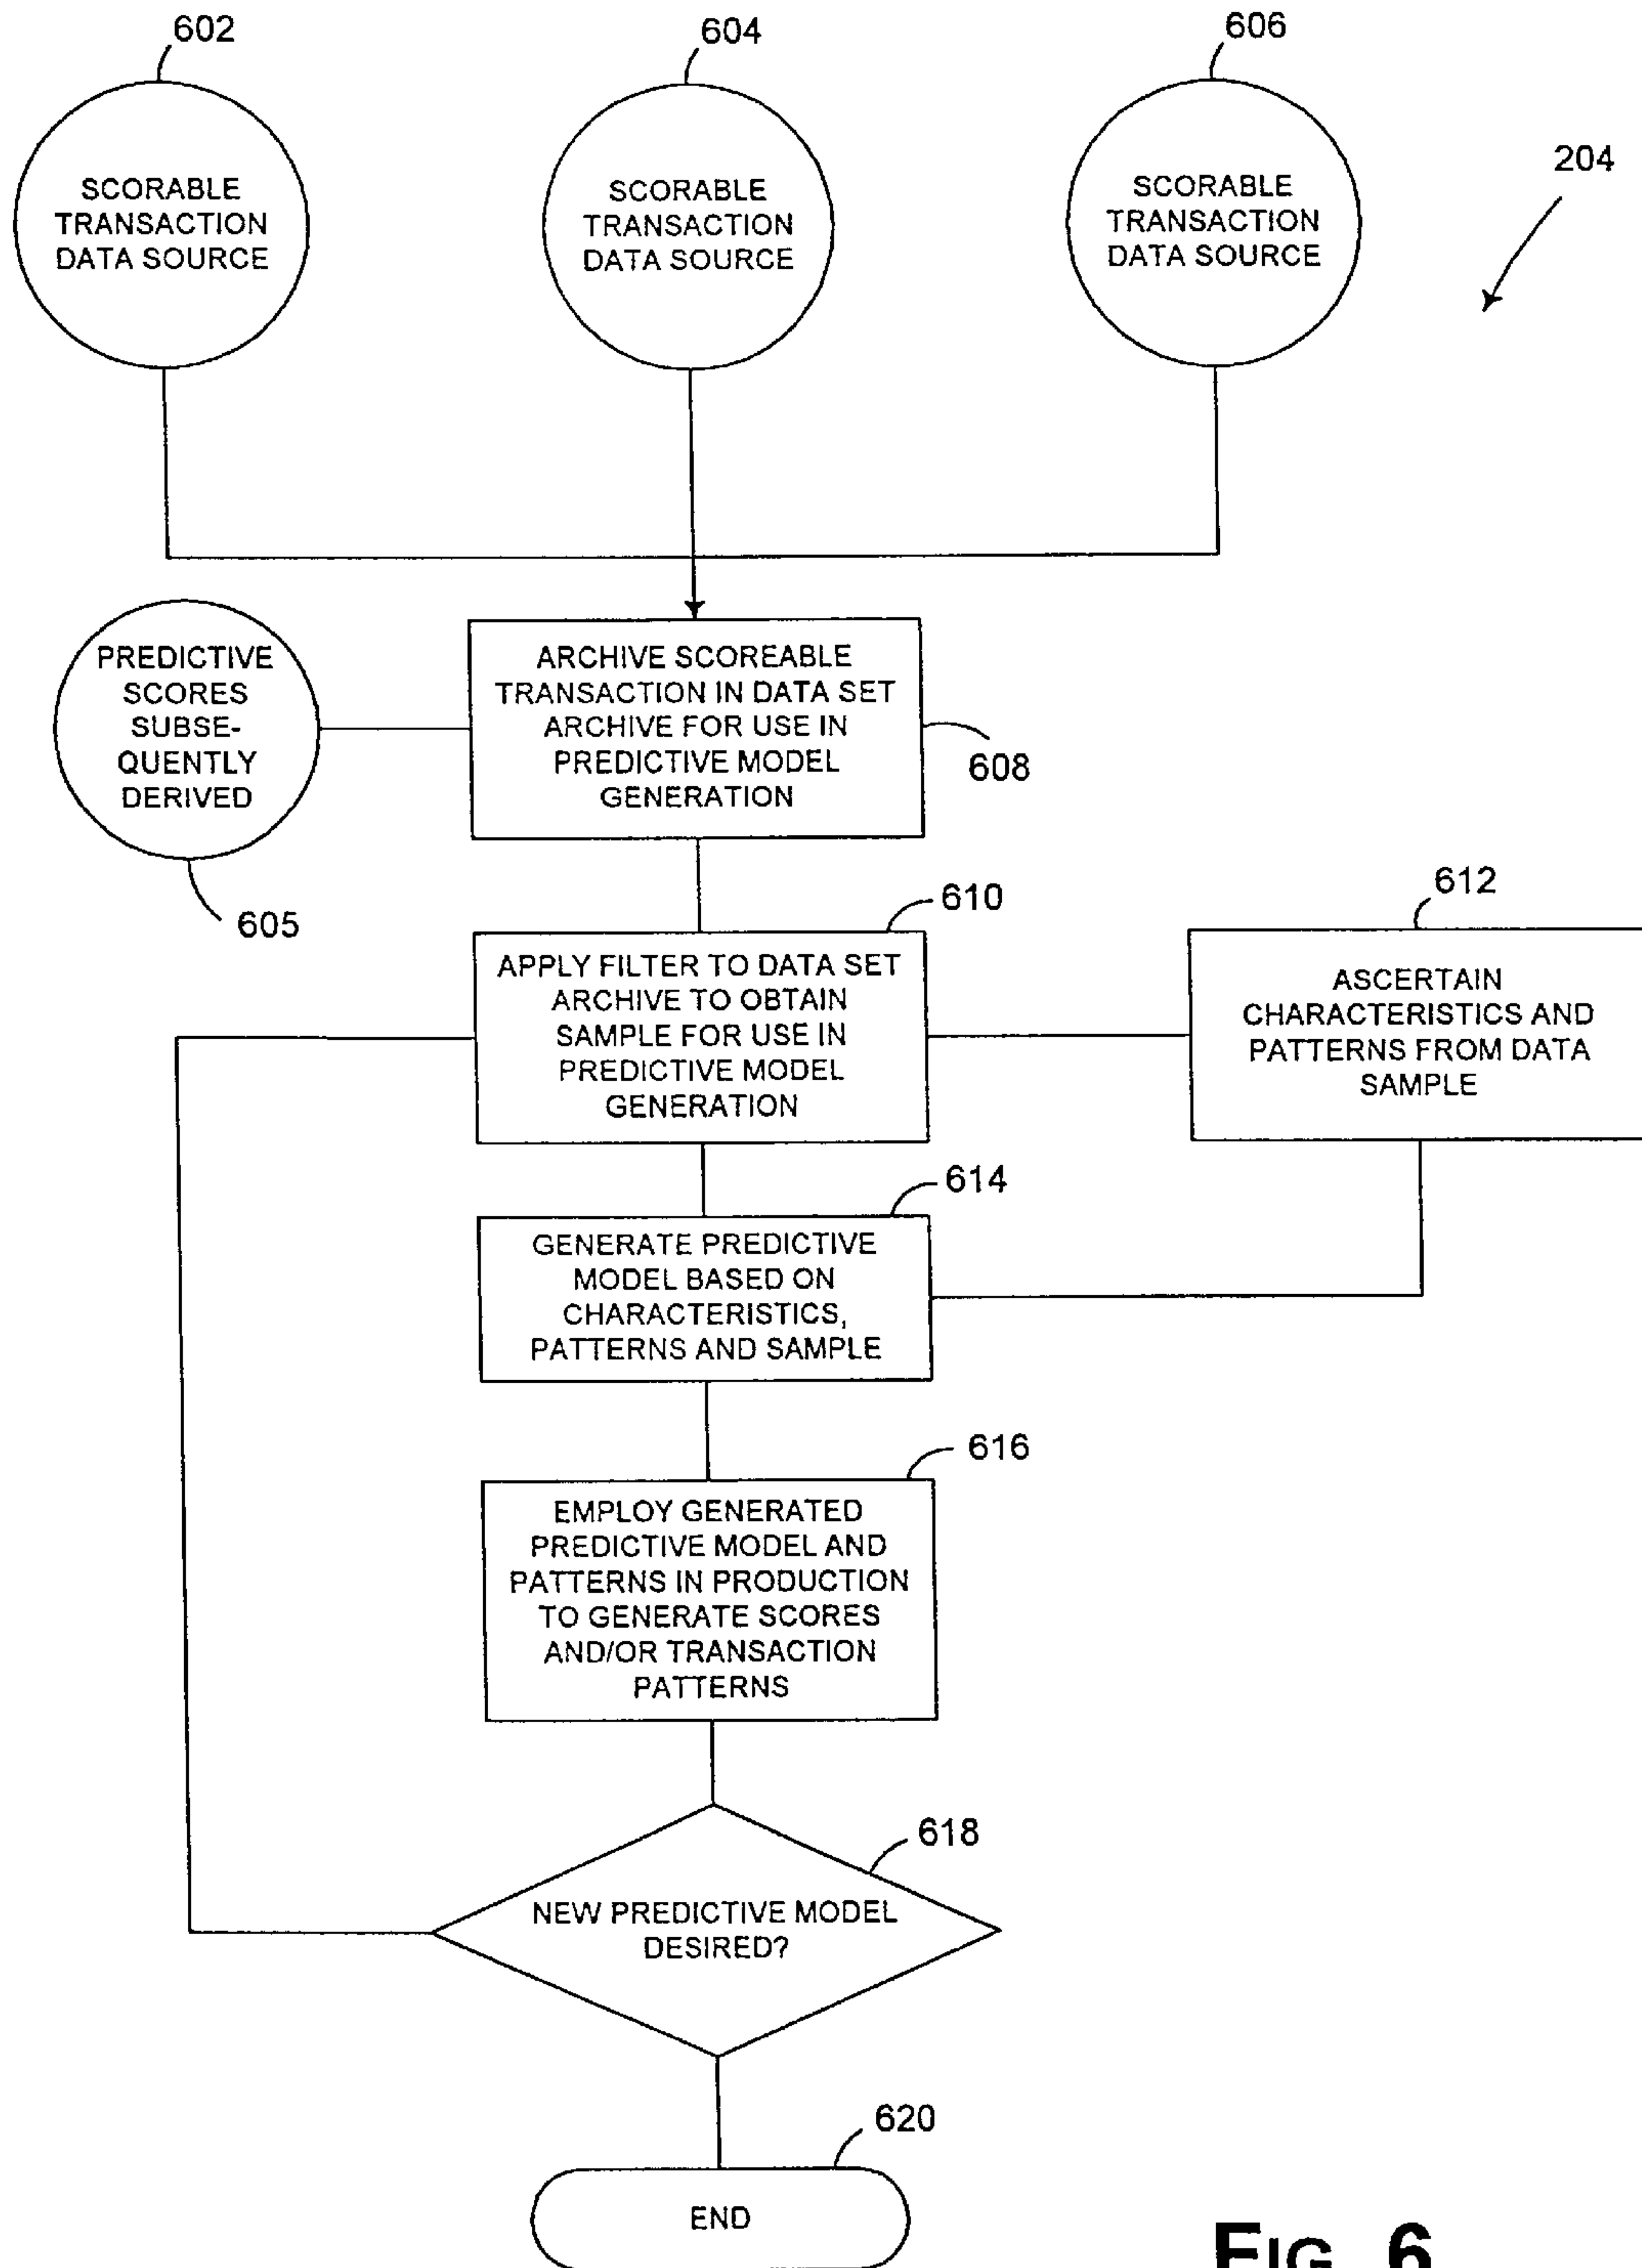 602
604
606
204
SCORABLE
TRANSACTION
DATA SOURCE
SCORABLE
TRANSACTION
DATA SOURCE
SCORABLE
TRANSACTION
DATA SOURCE
PREDICTIVE
SCORES
SUBSE-
QUENTLY
DERIVED
605
ARCHIVE SCOREABLE
TRANSACTION IN DATA SET
ARCHIVE FOR USE IN
PREDICTIVE MODEL
GENERATION
608
610
APPLY FILTER TO DATA SET
ARCHIVE TO OBTAIN
SAMPLE FOR USE IN
PREDICTIVE MODEL
GENERATION
612
ASCERTAIN
CHARACTERISTICS AND
PATTERNS FROM DATA
SAMPLE
614
GENERATE PREDICTIVE
MODEL BASED ON
CHARACTERISTICS,
PATTERNS AND SAMPLE
616
EMPLOY GENERATED
PREDICTIVE MODEL AND
PATTERNS IN PRODUCTION
TO GENERATE SCORES
AND/OR TRANSACTION
PATTERNS
618
NEW PREDICTIVE MODEL
DESIRED?
620
END
FIG. 6